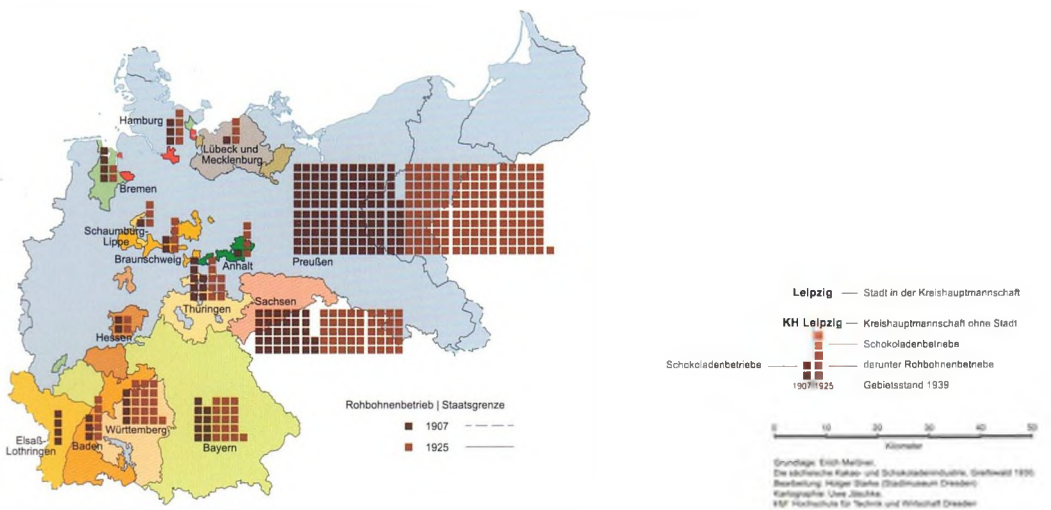 Hamburg
Lübeck und
Mecklenburg
Bremen
Schaumburg-
Lippe
Braunschweig
Anhalt
Preußen
Thüringen
Sachsen
Hessen
Württemberg
Elsaß-
Lothringen
Baden
Bayern
Rohbohnenbetrieb | Staatsgrenze
1907
1925
Leipzig — Stadt in der Kreishauptmannschaft
KH Leipzig — Kreishauptmannschaft ohne Stadt
Schokoladenbetriebe
Schokoladenbetriebe
darunter Rohbohnenbetriebe
1907 1925
Gebietsstand 1939
0 10 20 30 40 50
Kilometer
Grundlage: Erich Meißner,
Die sächsische Kakao- und Schokoladenindustrie, Greifswald
Bearbeitung: Holger Starke (Stadtmuseum Dresden)
Kartographie: Uwe
Hochschule für Technik und Wirtschaft Dresden